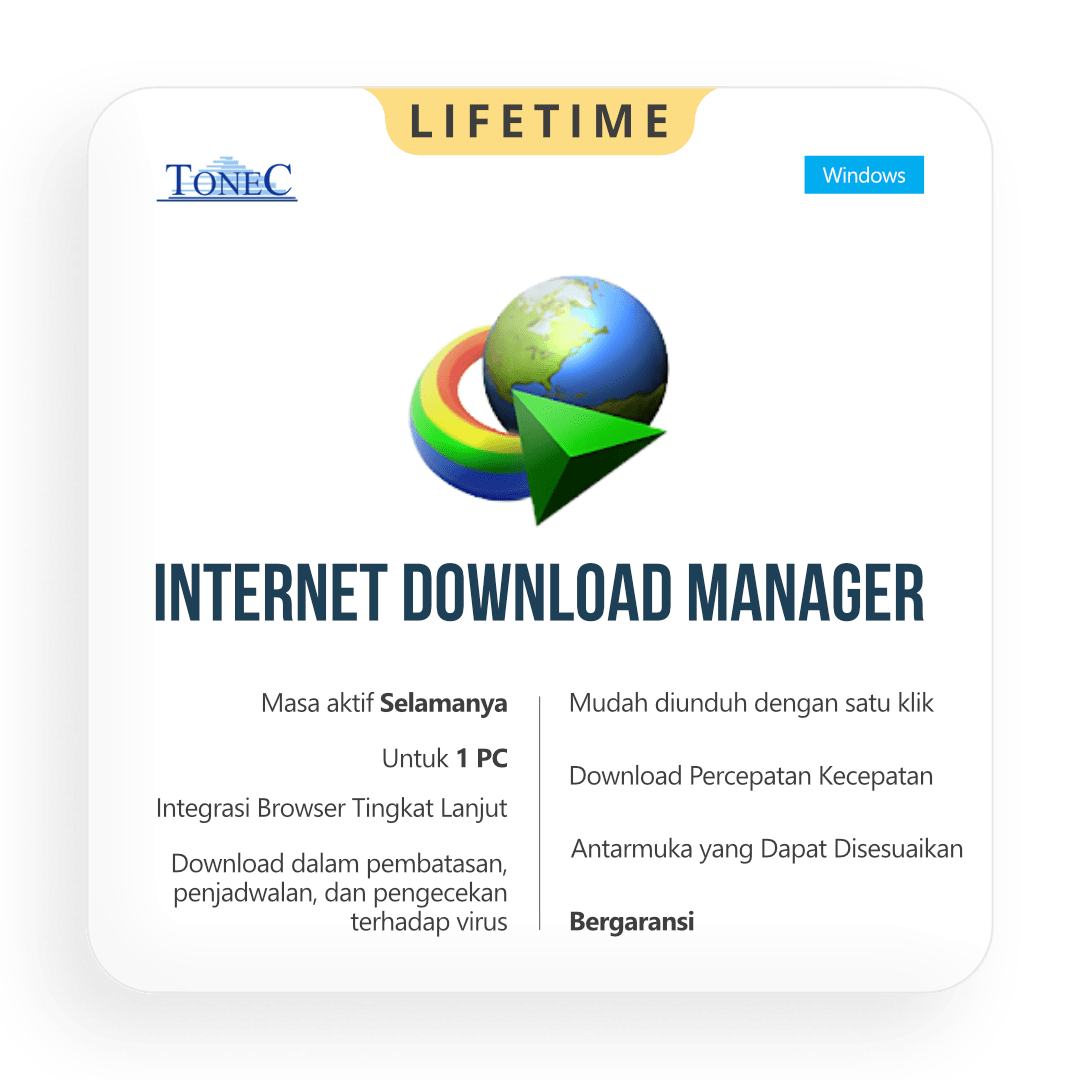 LIFETIME
TONEC
Windows
INTERNET DOWNLOAD MANAGER
Masa aktif Selamanya
Untuk 1 PC
Integrasi Browser Tingkat Lanjut
Download dalam pembatasan,
penjadwalan, dan pengecekan
terhadap virus
Mudah diunduh dengan satu klik
Download Percepatan Kecepatan
Antarmuka yang Dapat Disesuaikan
Bergaransi